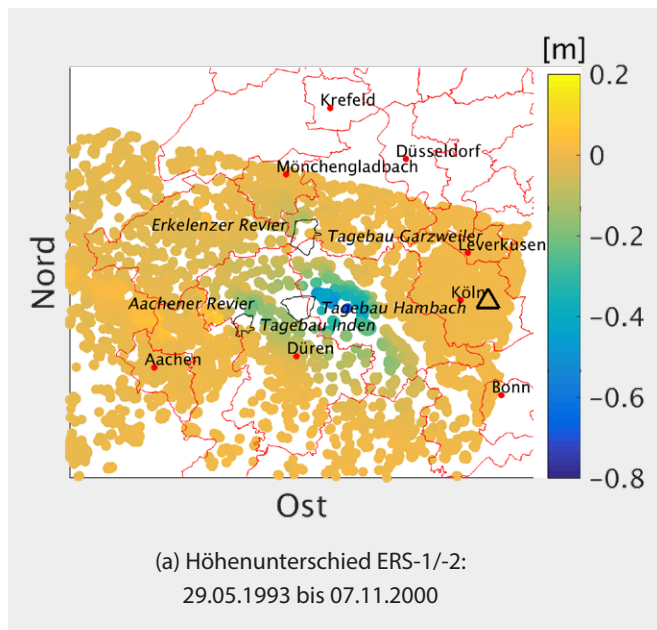 [m]
0.2
0
-0.2
-0.4
-0.6
-0.8
Krefeld
Düsseldorf
Mönchengladbach
Erkelenzer Revier
Tagebau Garzweiler
Leverkusen
Aachener Revier
Tagebau Hambach
Köln
Tagebau Inden
Düren
Aachen
Bonn
Nord
Ost
(a) Höhenunterschied ERS-1/-2:
29.05.1993 bis 07.11.2000